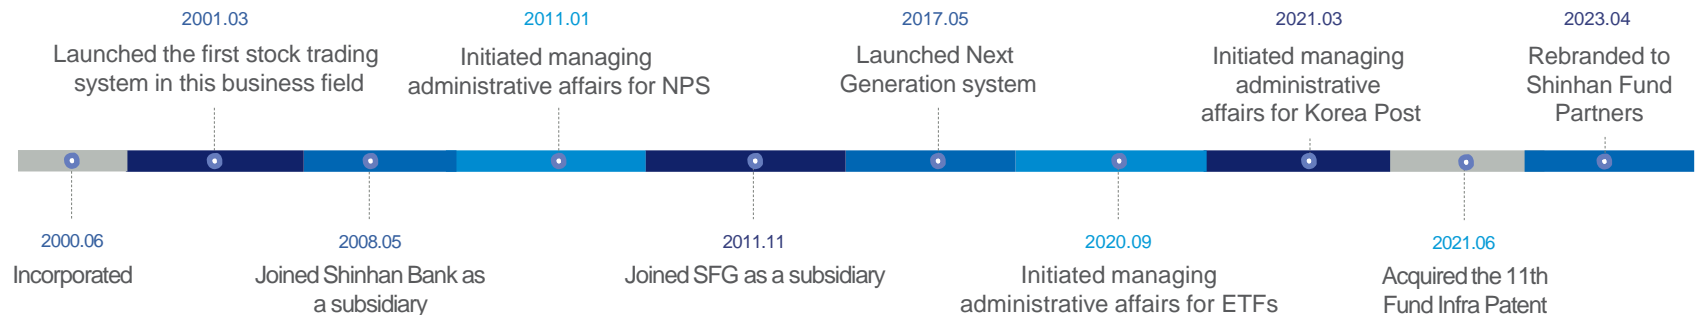 2001.03
Launched the first stock trading
system in this business field
2011.01
Initiated managing
administrative affairs for NPS
2017.05
Launched Next
Generation system
2021.03
Initiated managing
administrative
affairs for Korea Post
2023.04
Rebranded to
Shinhan Fund
Partners
2000.06
Incorporated
2008.05
Joined Shinhan Bank as
a subsidiary
2011.11
Joined SFG as a subsidiary
2020.09
Initiated managing
administrative affairs for ETFs
2021.06
Acquired the 11th
Fund Infra Patent